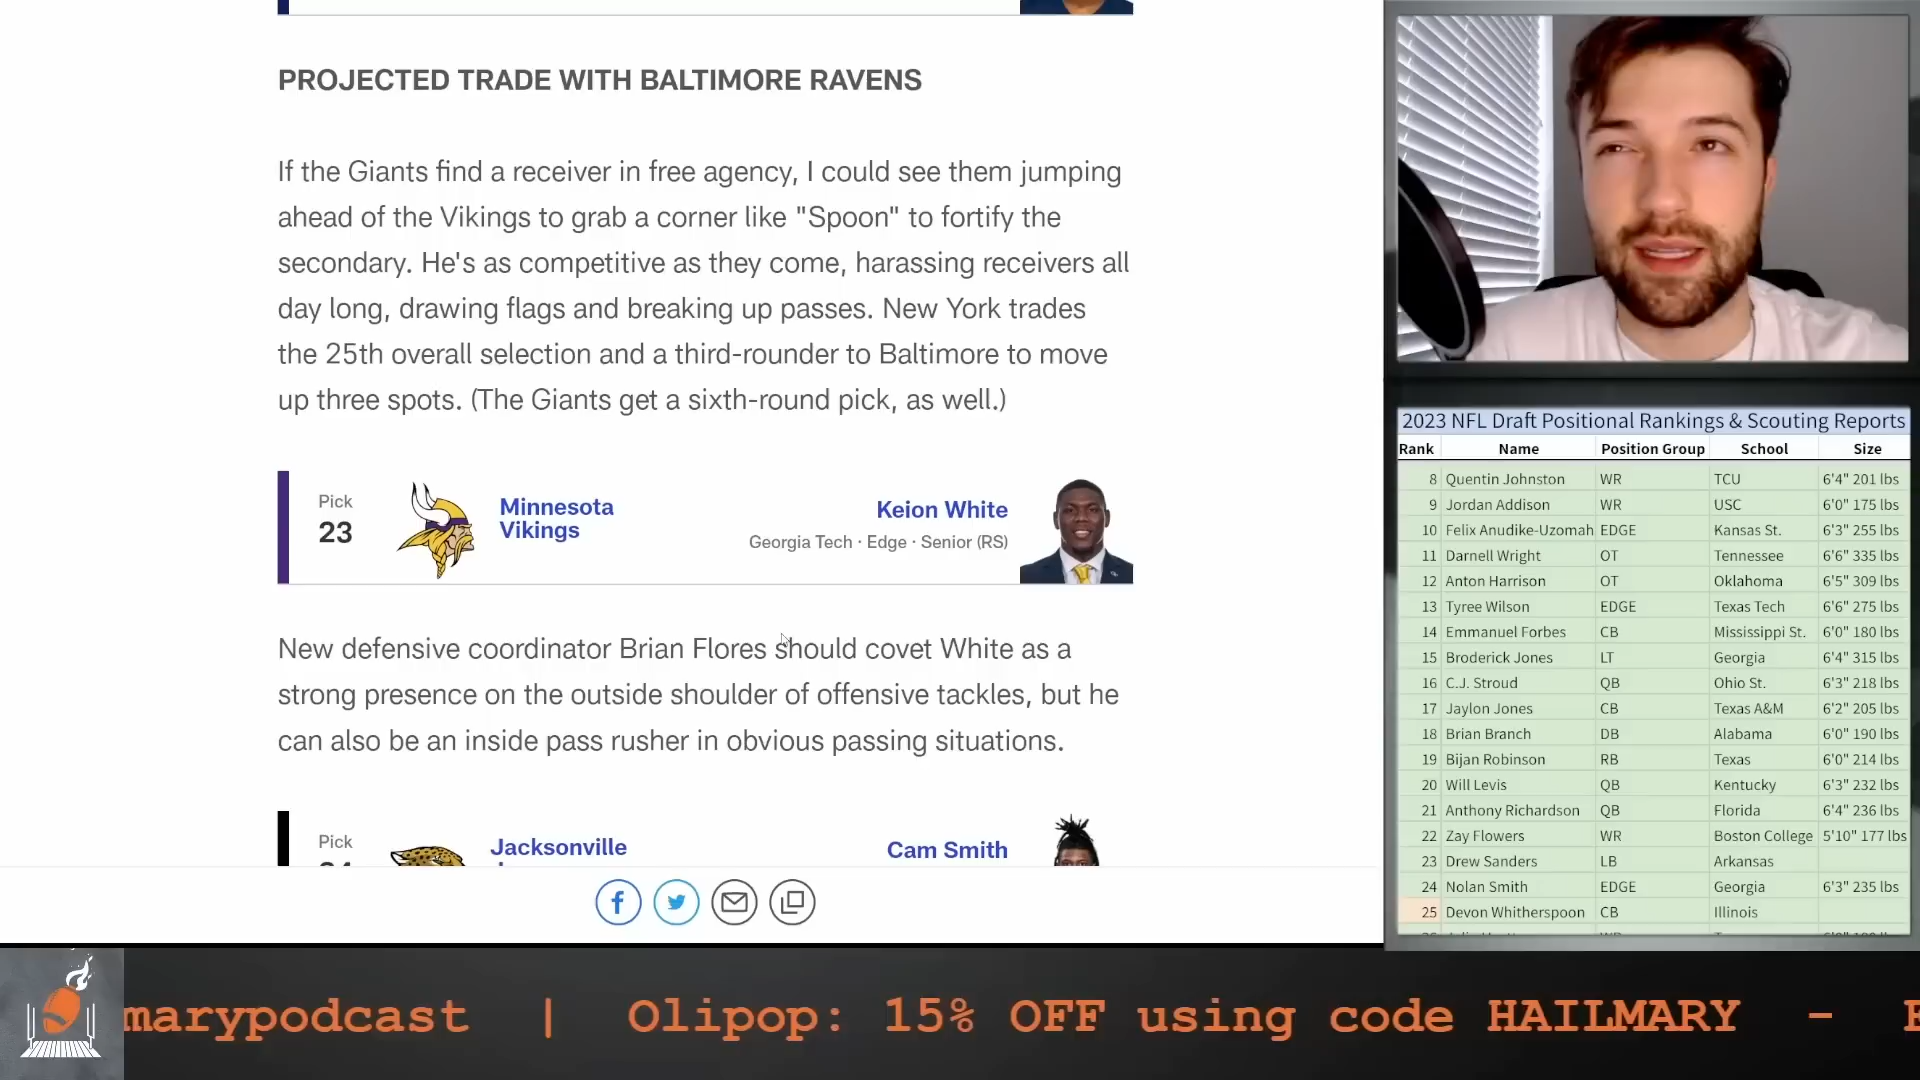 PROJECTED TRADE WITH BALTIMORE RAVENS
If the Giants find a receiver in free agency, I could see them jumping
ahead of the Vikings to grab a corner like "Spoon" to fortify the
secondary. He's as competitive as they come, harassing receivers all
day long, drawing flags and breaking up passes. New York trades
the 25th overall selection and a third-rounder to Baltimore to move
up three spots. (The Giants get a sixth-round pick, as well.)
Pick
23
Minnesota
Vikings
Keion White
Georgia Tech · Edge · Senior (RS)
New defensive coordinator Brian Flores should covet White as a
strong presence on the outside shoulder of offensive tackles, but he
can also be an inside pass rusher in obvious passing situations.
Pick
Jacksonville
Cam Smith
2023 NFL Draft Positional Rankings & Scouting Reports
Rank Name Position Group School Size
8 Quentin Johnston WR TCU 6'4" 201 lbs
9 Jordan Addison WR USC 6'0" 175 lbs
10 Felix Anudike-Uzomah EDGE Kansas St. 6'3" 255 lbs
11 Darnell Wright OT Tennessee 6'6" 335 lbs
12 Anton Harrison OT Oklahoma 6'5" 309 lbs
13 Tyree Wilson EDGE Texas Tech 6'6" 275 lbs
14 Emmanuel Forbes CB Mississippi St. 6'0" 180 lbs
15 Broderick Jones LT Georgia 6'4" 315 lbs
16 C.J. Stroud QB Ohio St. 6'3" 218 lbs
17 Jaylon Jones CB Texas A&M 6'2" 205 lbs
18 Brian Branch DB Alabama 6'0" 190 lbs
19 Bijan Robinson RB Texas 6'0" 214 lbs
20 Will Levis QB Kentucky 6'3" 232 lbs
21 Anthony Richardson QB Florida 6'4" 236 lbs
22 Zay Flowers WR Boston College 5'10" 177 lbs
23 Drew Sanders LB Arkansas
24 Nolan Smith EDGE Georgia 6'3" 235 lbs
25 Devon Whitherspoon CB Illinois
marypodcast | Olipop: 15% OFF using code HAILMARY -